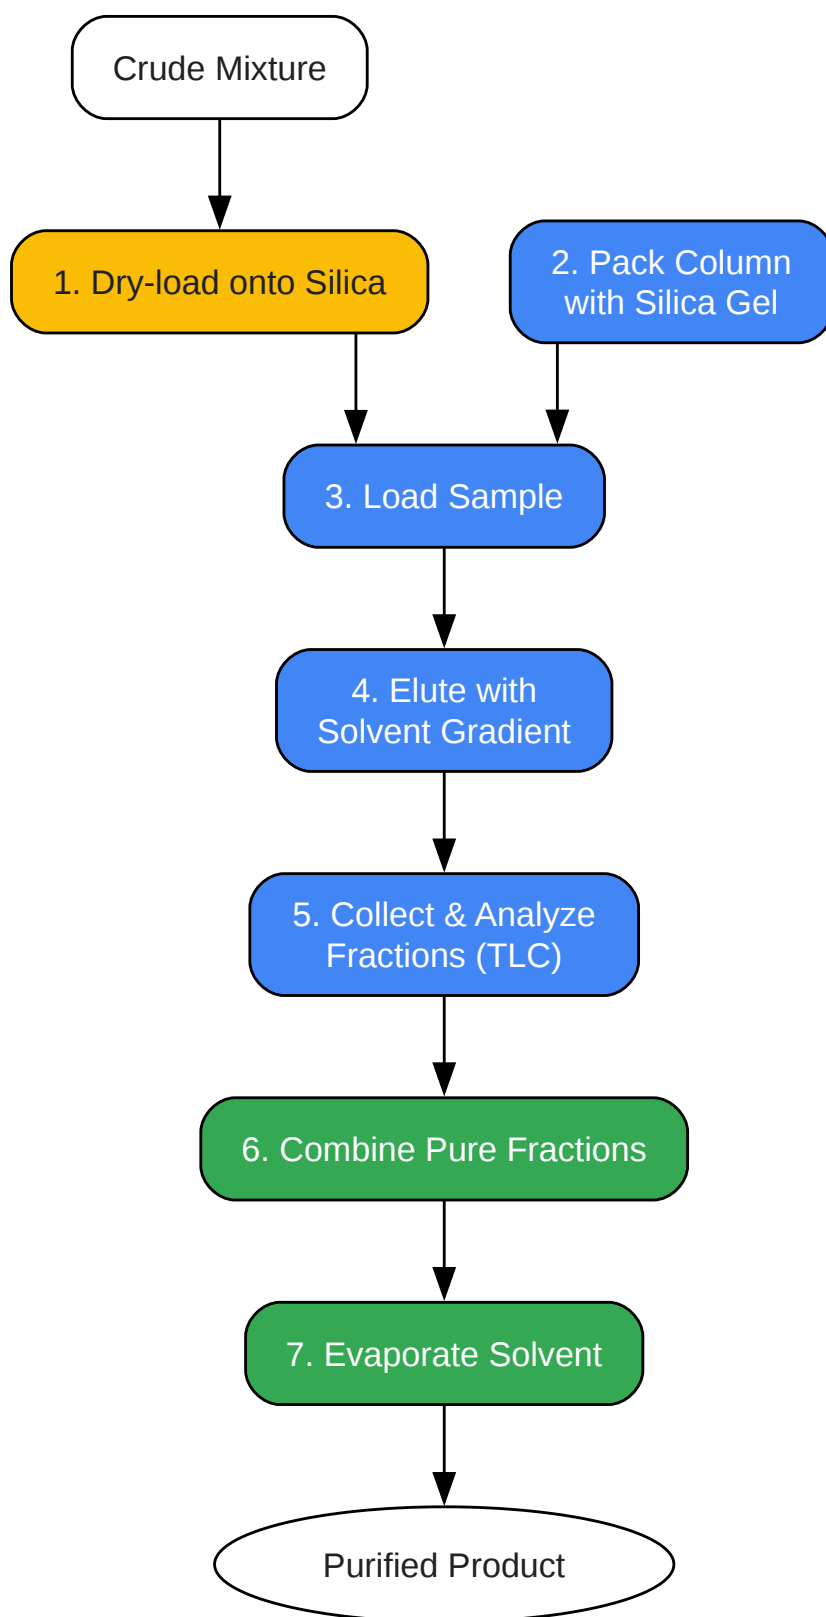 Crude Mixture
1. Dry-load onto Silica
2. Pack Column
with Silica Gel
3. Load Sample
4. Elute with
Solvent Gradient
5. Collect & Analyze
Fractions (TLC)
6. Combine Pure Fractions
7. Evaporate Solvent
Purified Product